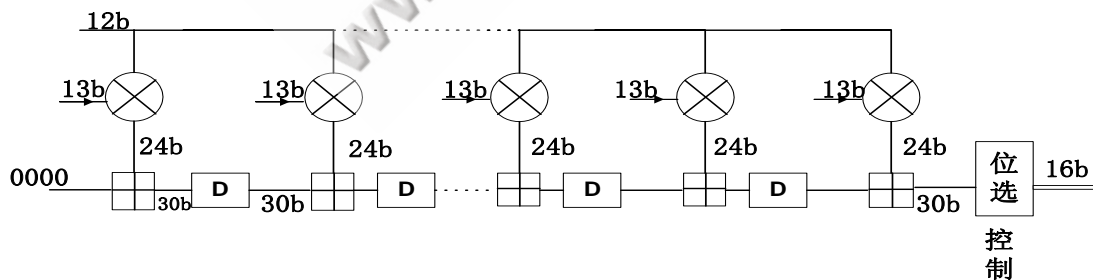 12b
13b 13b 13b 13b 13b
24b 24b 24b 24b 24b
0000 D D D D 位选 16b
30b 30b 30b
控制
www.